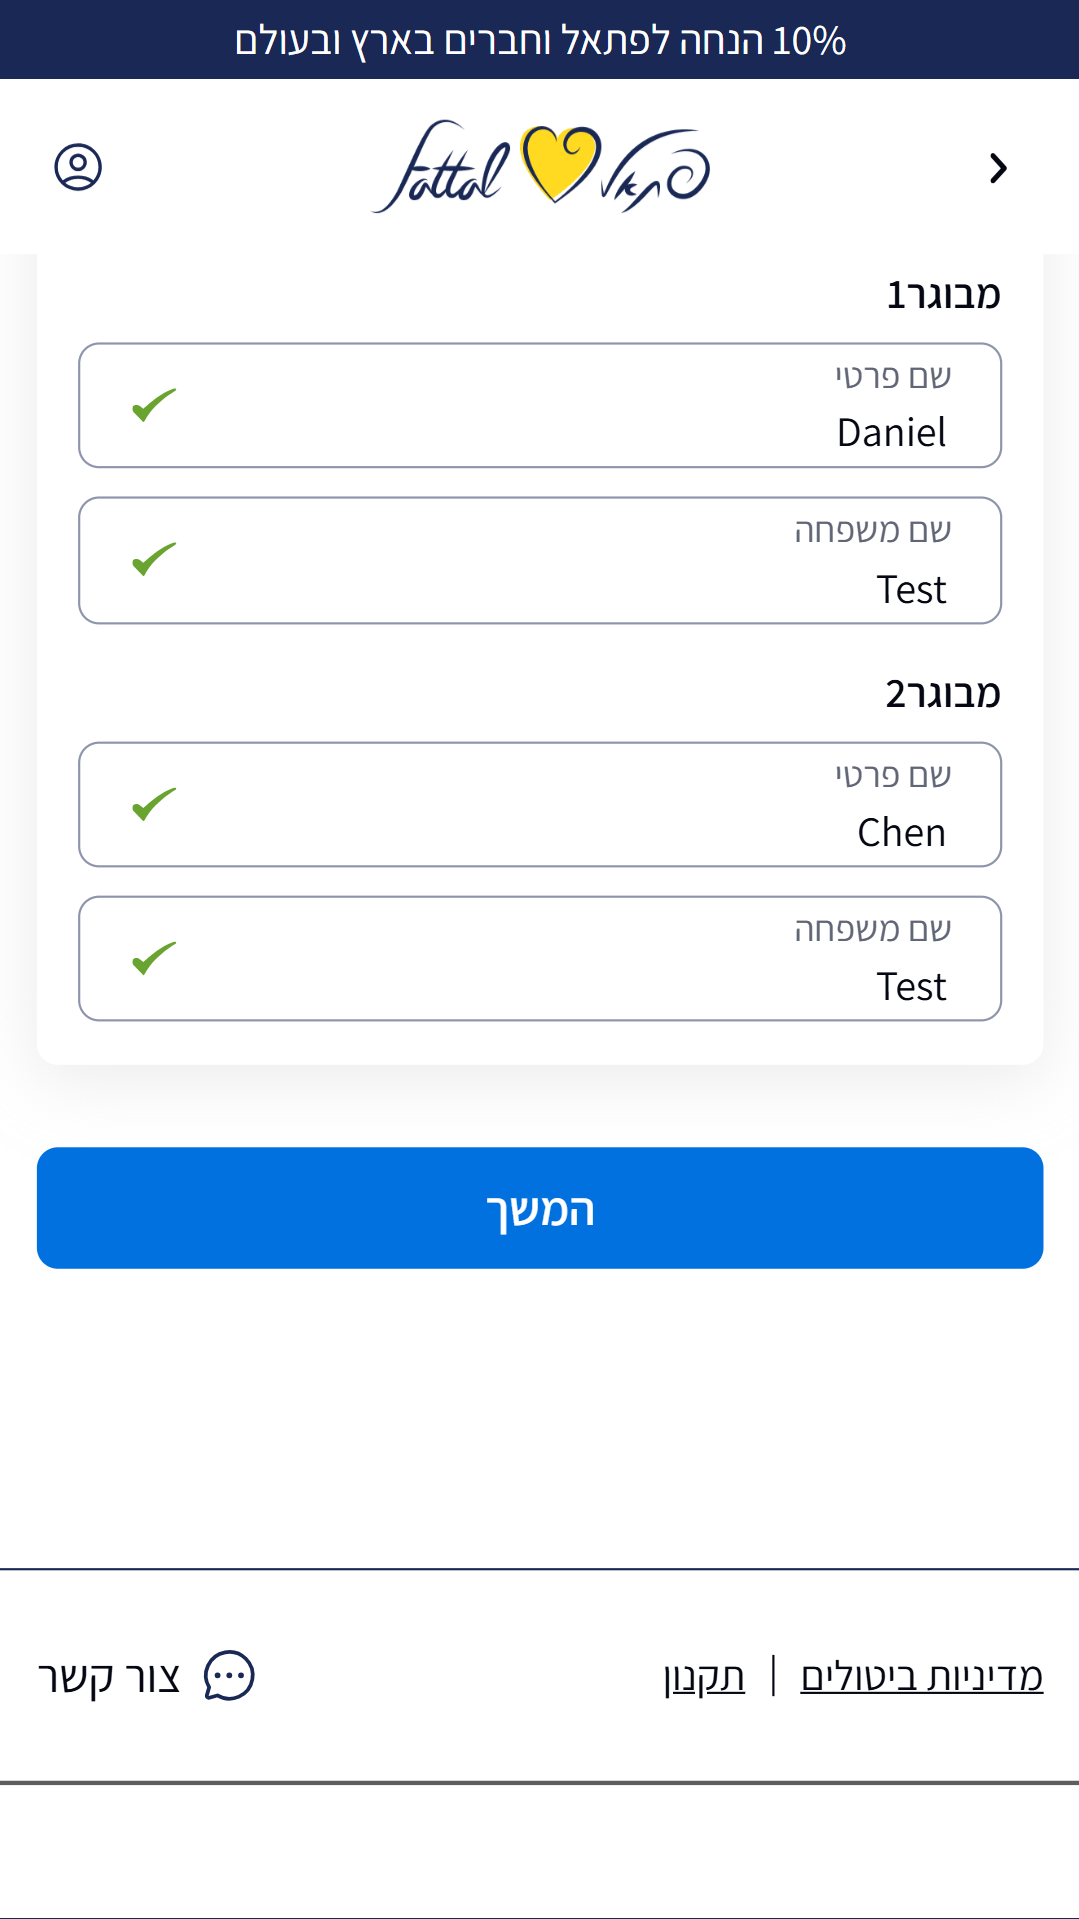 10% הנחה לפתאל וחברים בארץ ובעולם
fattal פתאל
מבוגר1
שם פרטי
Daniel
שם משפחה
Test
מבוגר2
שם פרטי
Chen
שם משפחה
Test
המשך
מדיניות ביטולים | תקנון
צור קשר